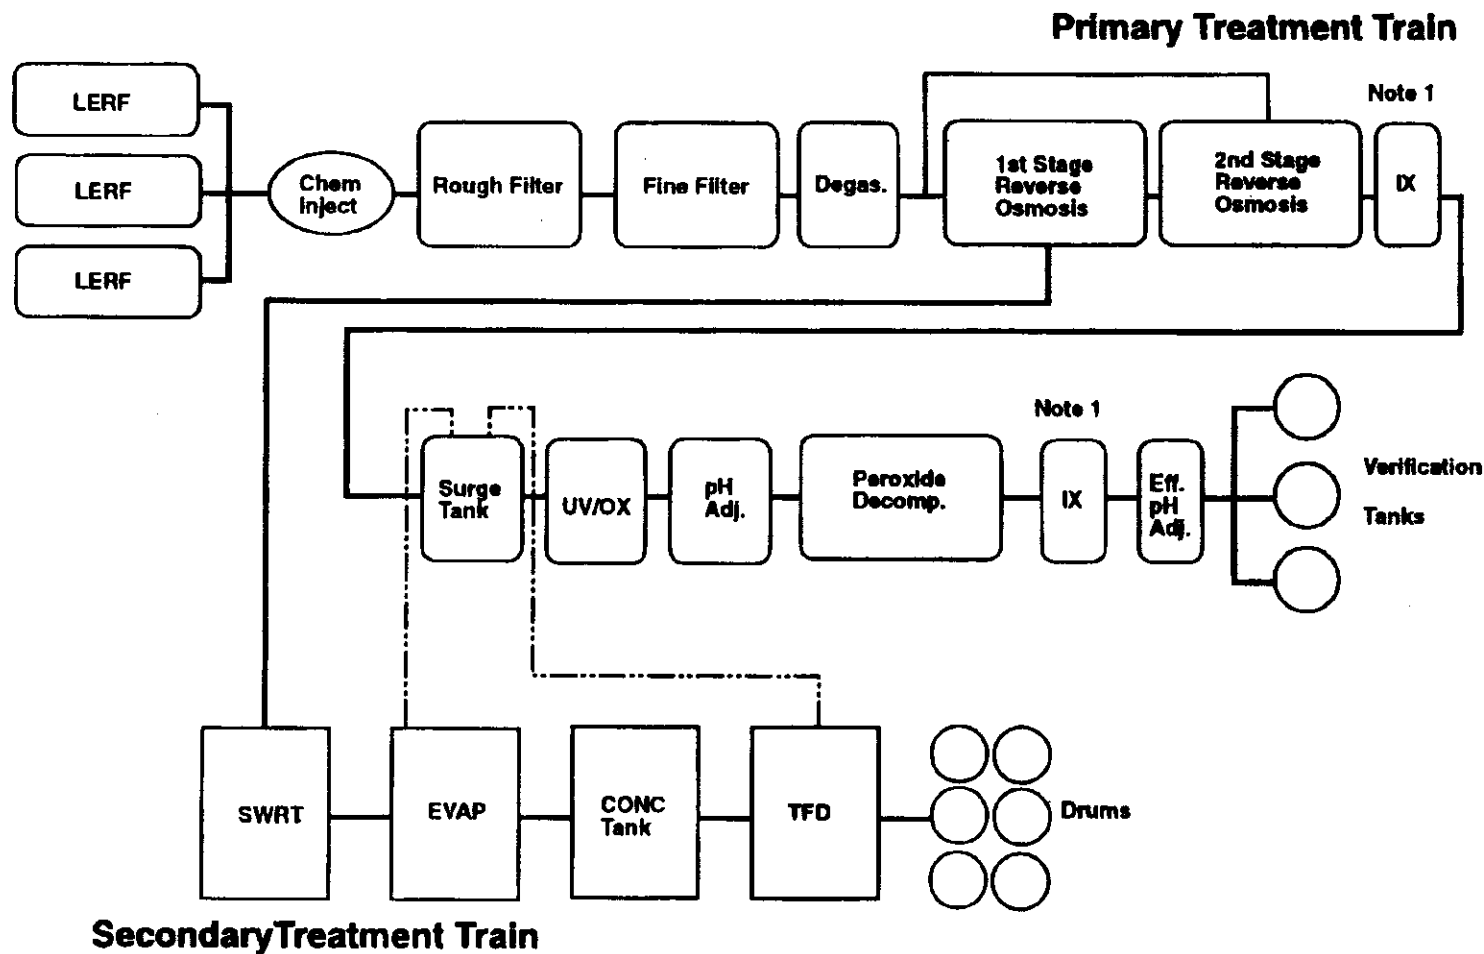 Primary Treatment Train
LERF
LERF
LERF
Chem
Inject
Rough Filter
Fine Filter
Degas.
1st Stage
Reverse
Osmosis
2nd Stage
Reverse
Osmosis
Note 1
IX
Surge
Tank
UV/OX
pH
Adj.
Peroxide
Decomp.
Note 1
IX
Eff.
pH
Adj.
Verification
Tanks
SWRT
EVAP
CONC
Tank
TFD
Drums
SecondaryTreatment Train